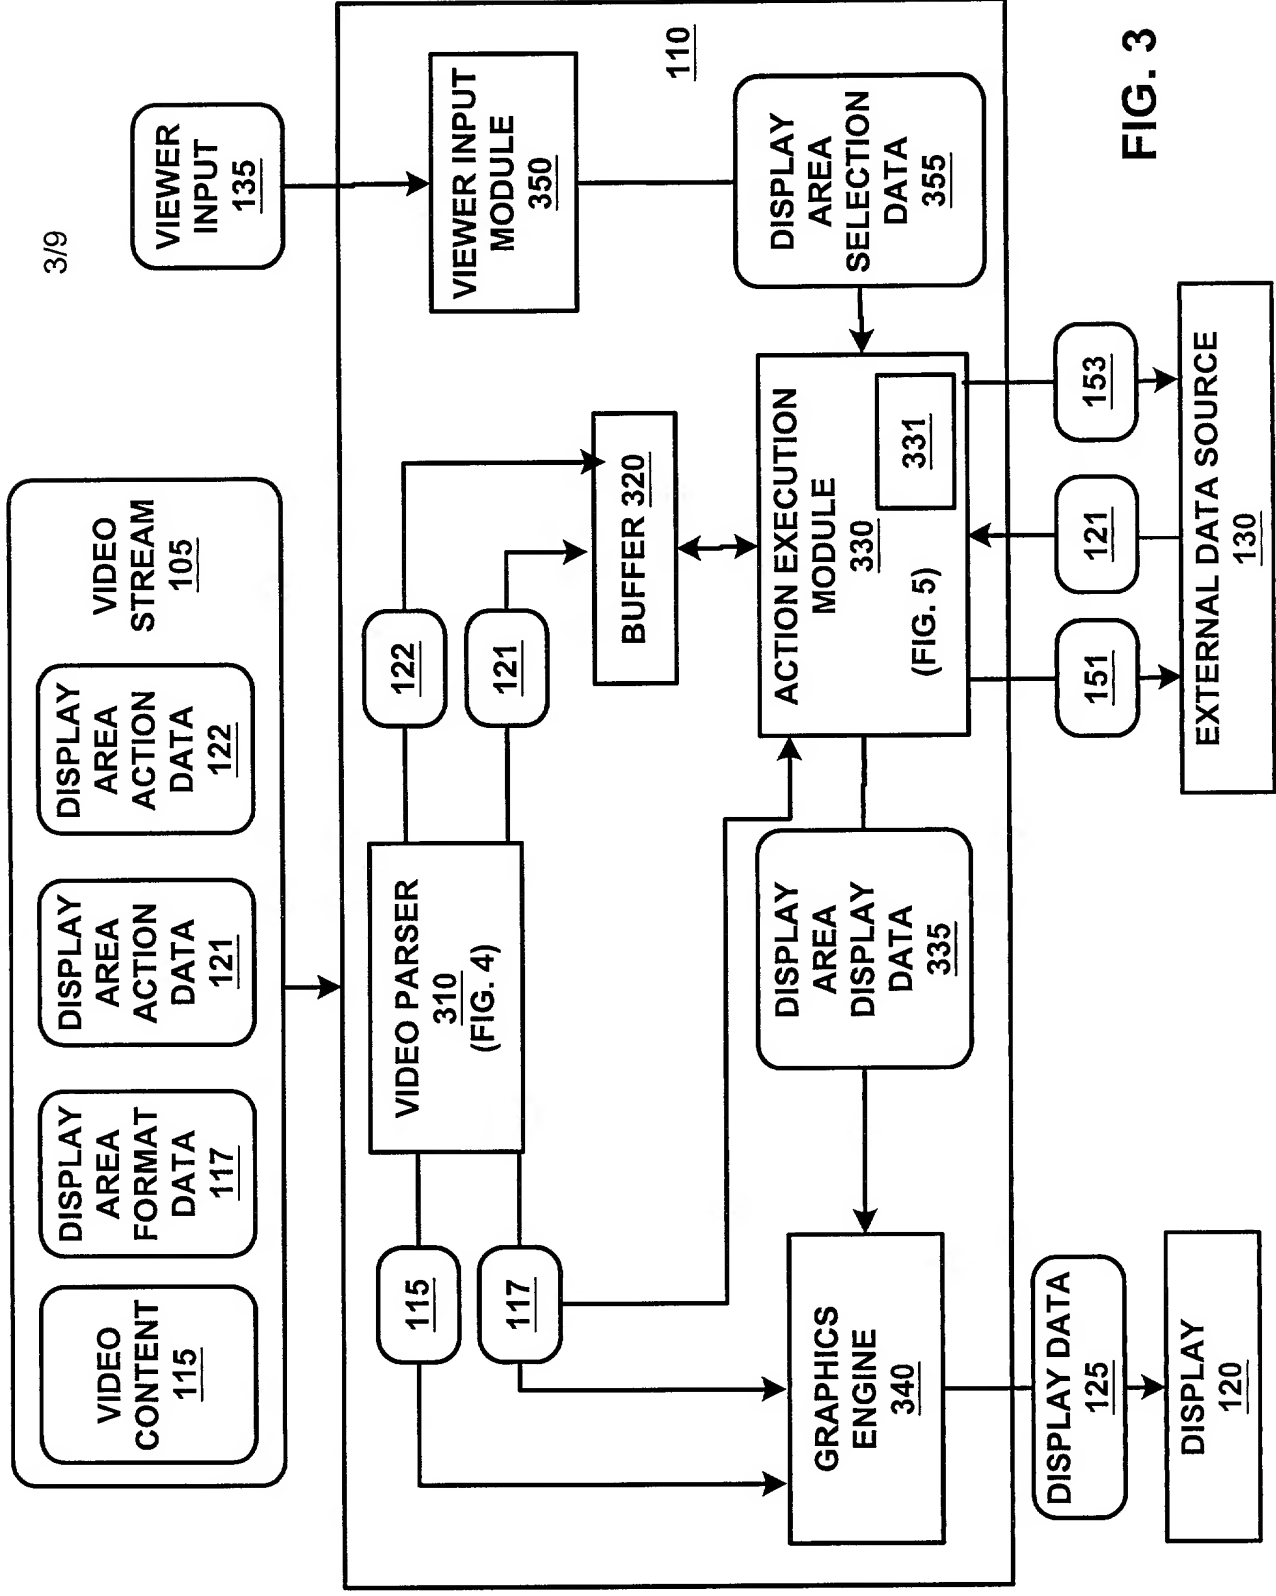 3/9
VIDEO
STREAM
105
VIDEO
CONTENT
115
DISPLAY
AREA
FORMAT
DATA
117
DISPLAY
AREA
ACTION
DATA
121
DISPLAY
AREA
ACTION
DATA
122
VIEWER
INPUT
135
115
117
VIDEO PARSER
310
(FIG. 4)
122
121
BUFFER 320
VIEWER INPUT
MODULE
350
110
GRAPHICS
ENGINE
340
DISPLAY
AREA
DISPLAY
DATA
335
ACTION EXECUTION
MODULE
330
(FIG. 5)
331
DISPLAY
AREA
SELECTION
DATA
355
DISPLAY DATA
125
DISPLAY
120
151
121
153
EXTERNAL DATA SOURCE
130
FIG. 3